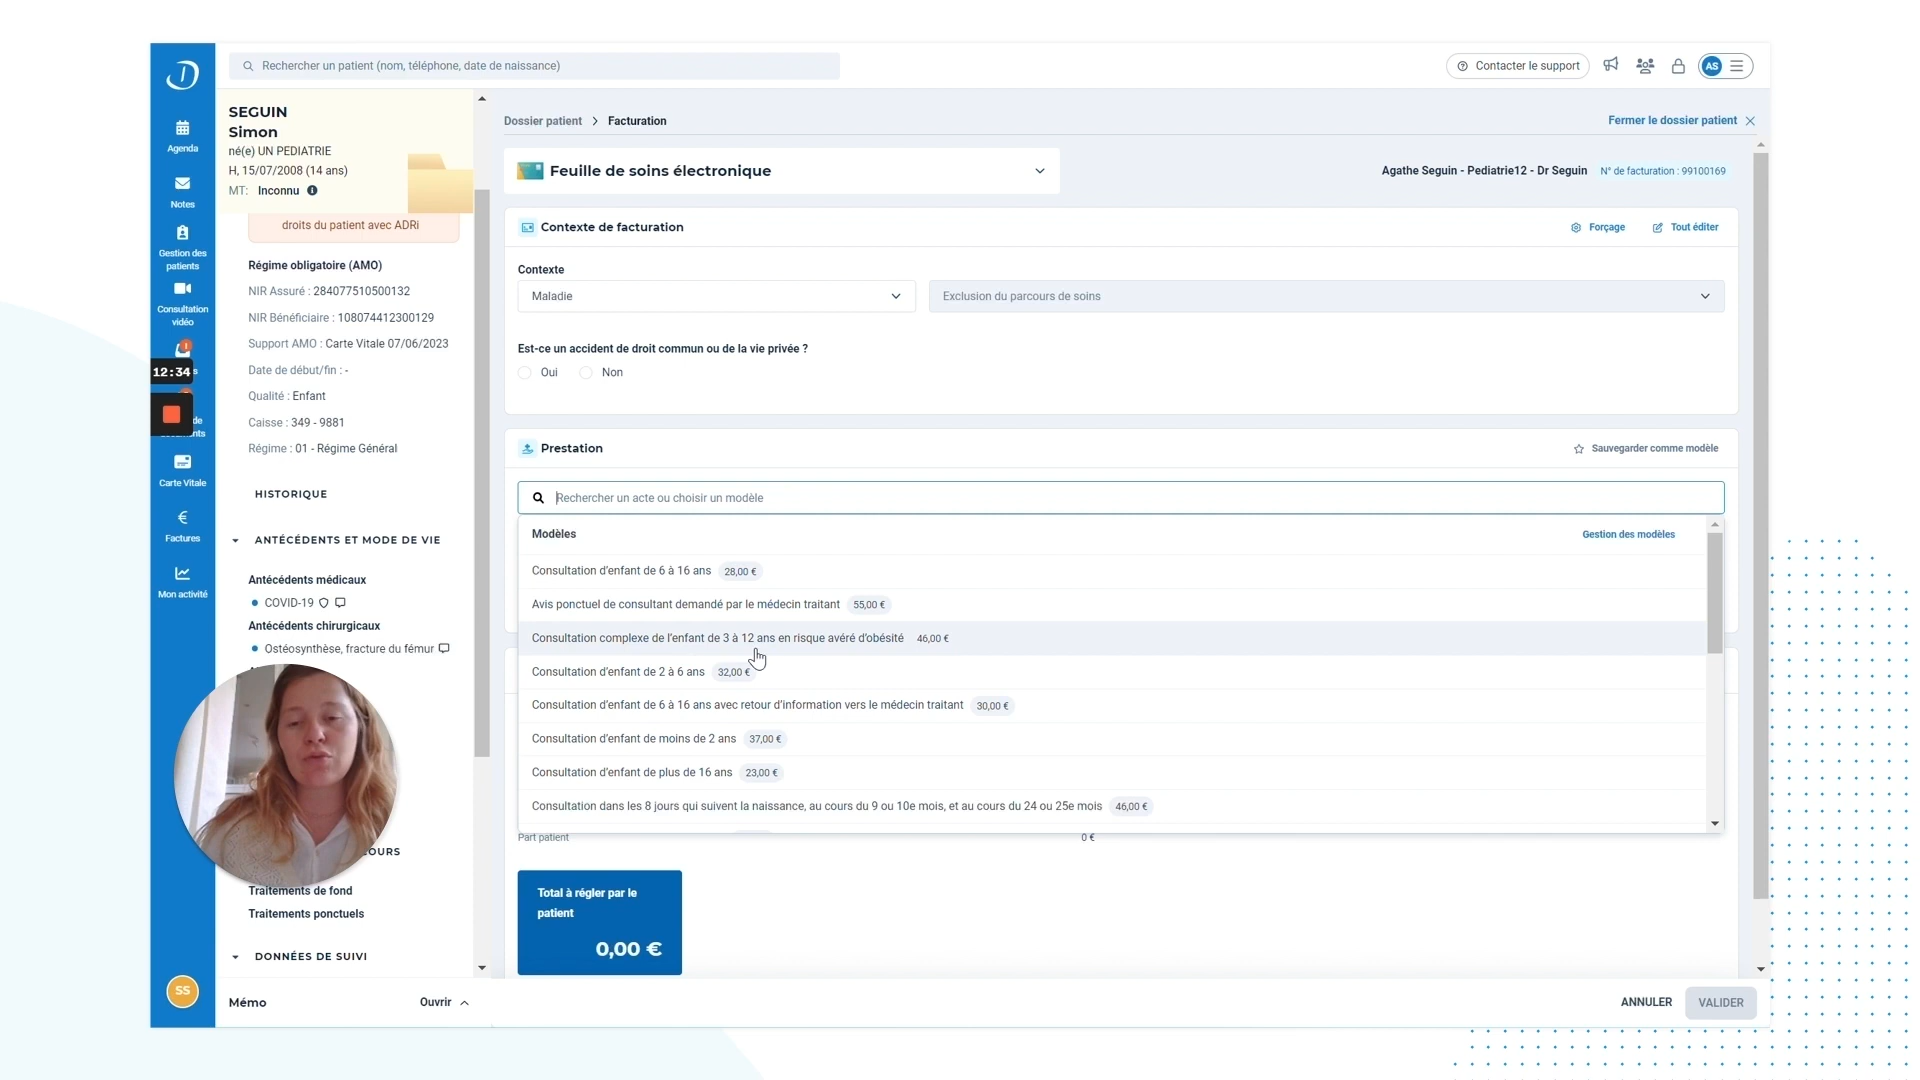 Rechercher un patient (nom, téléphone, date de naissance)
Contacter le support
AS
Agenda
Notes
Gestion des
patients
Consultation
vidéo
12:34
s
de
Carte Vitale
€
Factures
Mon activité
SS
SEGUIN
Simon
né(e) UN PEDIATRIE
H, 15/07/2008 (14 ans)
MT: Inconnu
droits du patient avec ADRi
Régime obligatoire (AMO)
NIR Assuré : 284077510500132
NIR Bénéficiaire : 108074412300129
Support AMO : Carte Vitale 07/06/2023
Date de début/fin : -
Qualité : Enfant
Caisse : 349 - 9881
Régime : 01 - Régime Général
HISTORIQUE
ANTÉCÉDENTS ET MODE DE VIE
Antécédents médicaux
COVID-19
Antécédents chirurgicaux
Ostéosynthèse, fracture du fémur
OURS
Traitements de fond
Traitements ponctuels
DONNÉES DE SUIVI
Mémo
Ouvrir
Dossier patient > Facturation
Fermer le dossier patient
Feuille de soins électronique
Agathe Seguin - Pediatrie12 - Dr Seguin
N° de facturation : 99100169
Contexte de facturation
Forçage
Tout éditer
Contexte
Maladie
Exclusion du parcours de soins
Est-ce un accident de droit commun ou de la vie privée ?
Oui
Non
Prestation
Sauvegarder comme modèle
Rechercher un acte ou choisir un modèle
Modèles
Gestion des modèles
Consultation d'enfant de 6 à 16 ans 28,00 €
Avis ponctuel de consultant demandé par le médecin traitant 55,00 €
Consultation complexe de l'enfant de 3 à 12 ans en risque avéré d'obésité 46,00 €
Consultation d'enfant de 2 à 6 ans 32,00 €
Consultation d'enfant de 6 à 16 ans avec retour d'information vers le médecin traitant 30,00 €
Consultation d'enfant de moins de 2 ans 37,00 €
Consultation d'enfant de plus de 16 ans 23,00 €
Consultation dans les 8 jours qui suivent la naissance, au cours du 9 ou 10e mois, et au cours du 24 ou 25e mois 46,00 €
Part patient
0 €
Total à régler par le
patient
0,00 €
ANNULER
VALIDER